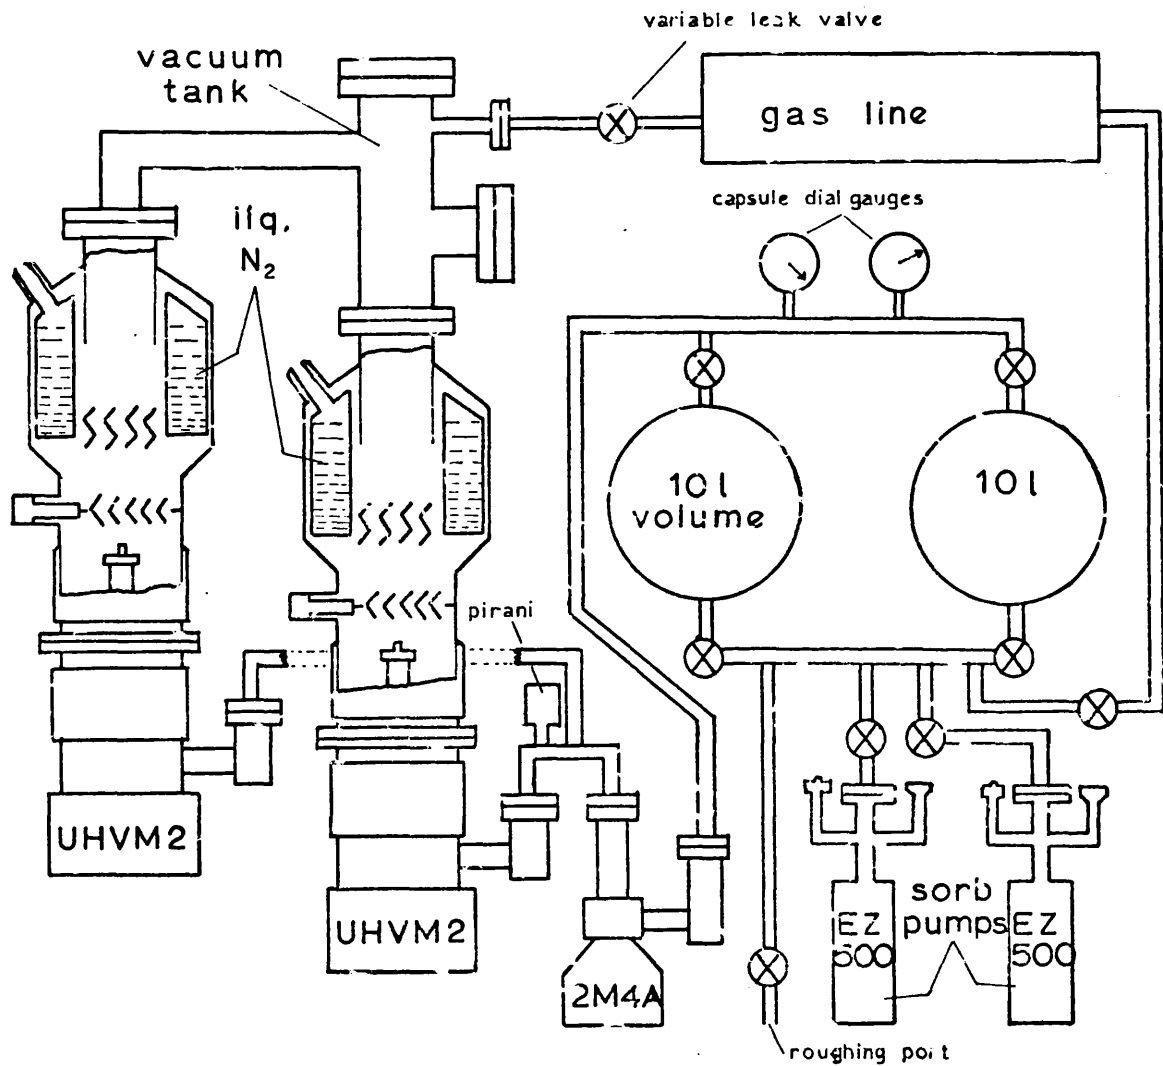 variable leak valve
vacuum
tank
gas line
capsule dial gauges
liq.
N2
10 l
volume
10 l
pirani
UHVM2
UHVM2
2M4A
sorb
pumps
EZ
500
EZ
500
roughing port